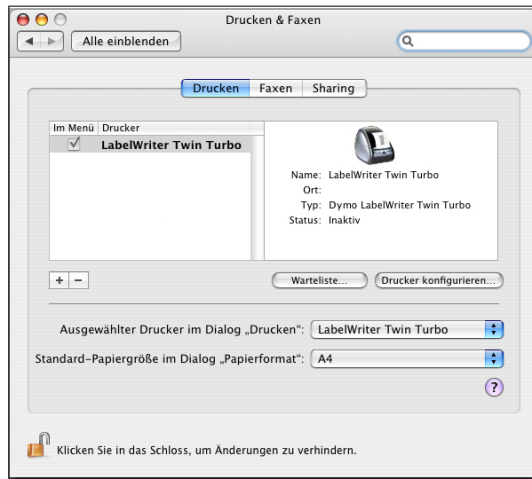 Drucken & Faxen
Alle einblenden
Drucken Faxen Sharing
Im Menü Drucker
LabelWriter Twin Turbo
Name: LabelWriter Twin Turbo
Ort:
Typ: Dymo LabelWriter Twin Turbo
Status: Inaktiv
+ −
Warteliste... Drucker konfigurieren...
Ausgewählter Drucker im Dialog „Drucken“: LabelWriter Twin Turbo
Standard-Papiergröße im Dialog „Papierformat“: A4
?
Klicken Sie in das Schloss, um Änderungen zu verhindern.